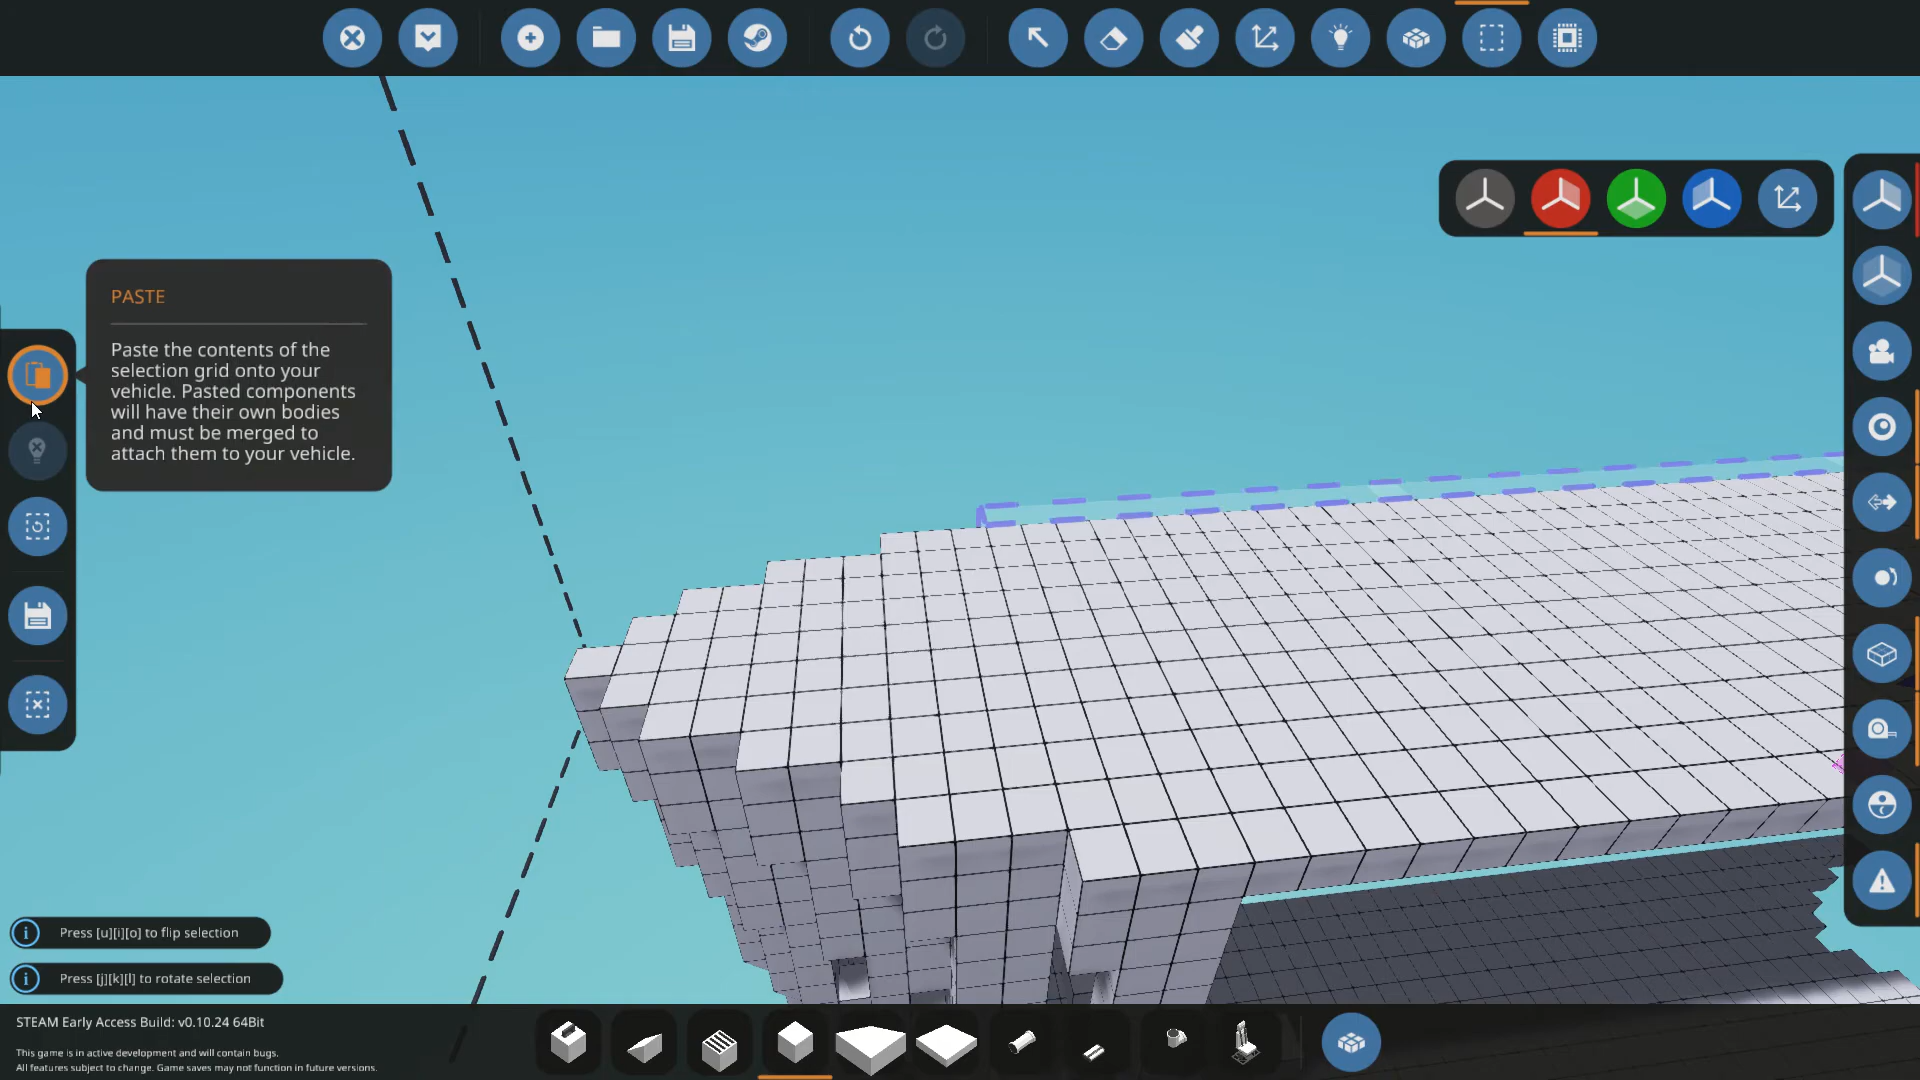 PASTE
Paste the contents of the
selection grid onto your
vehicle. Pasted components
will have their own bodies
and must be merged to
attach them to your vehicle.
Press [u][i][o] to flip selection
Press [j][k][l] to rotate selection
STEAM Early Access Build: v0.10.24 64Bit
This game is in active development and will contain bugs.
All features subject to change. Game saves may not function in future versions.